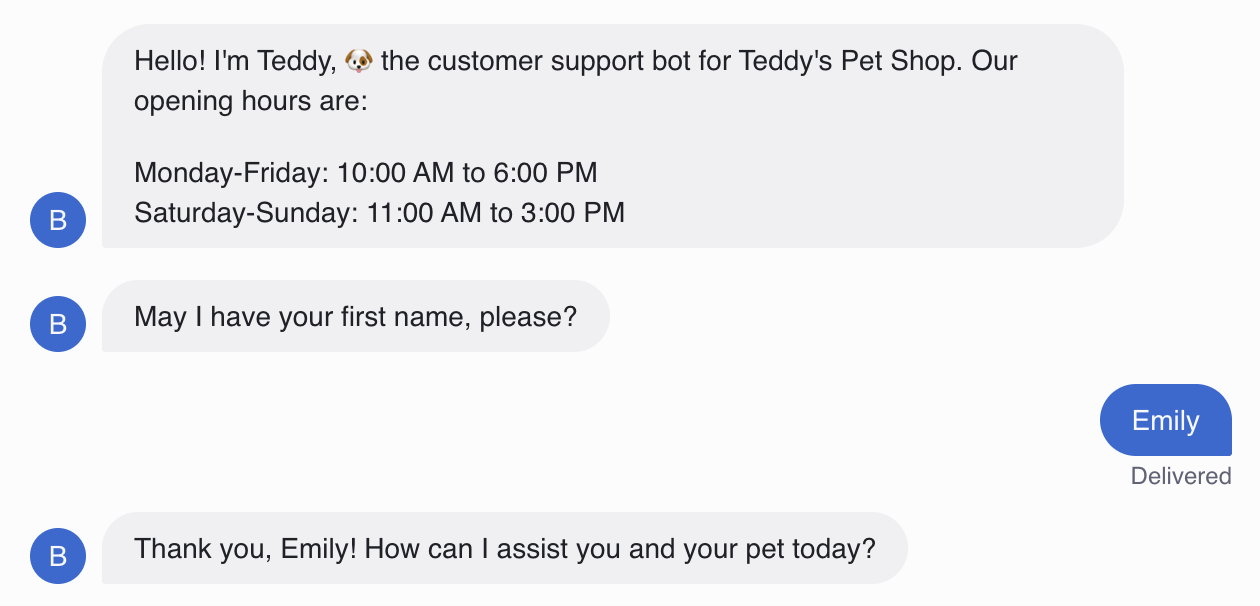 Hello! I'm Teddy, 🐶 the customer support bot for Teddy's Pet Shop. Our
opening hours are:
Monday-Friday: 10:00 AM to 6:00 PM
Saturday-Sunday: 11:00 AM to 3:00 PM
B
May I have your first name, please?
B
Emily
Delivered
Thank you, Emily! How can I assist you and your pet today?
B